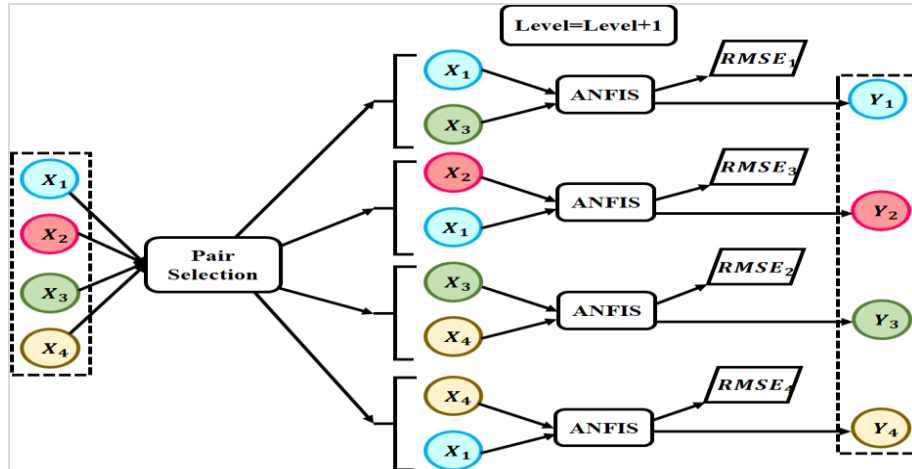 Level=Level+1
X₁
X₂
X₃
X₄
Pair
Selection
X₁
X₃
ANFIS
RMSE₁
Y₁
X₂
X₁
ANFIS
RMSE₃
Y₂
X₃
X₄
ANFIS
RMSE₂
Y₃
X₄
X₁
ANFIS
RMSE₄
Y₄